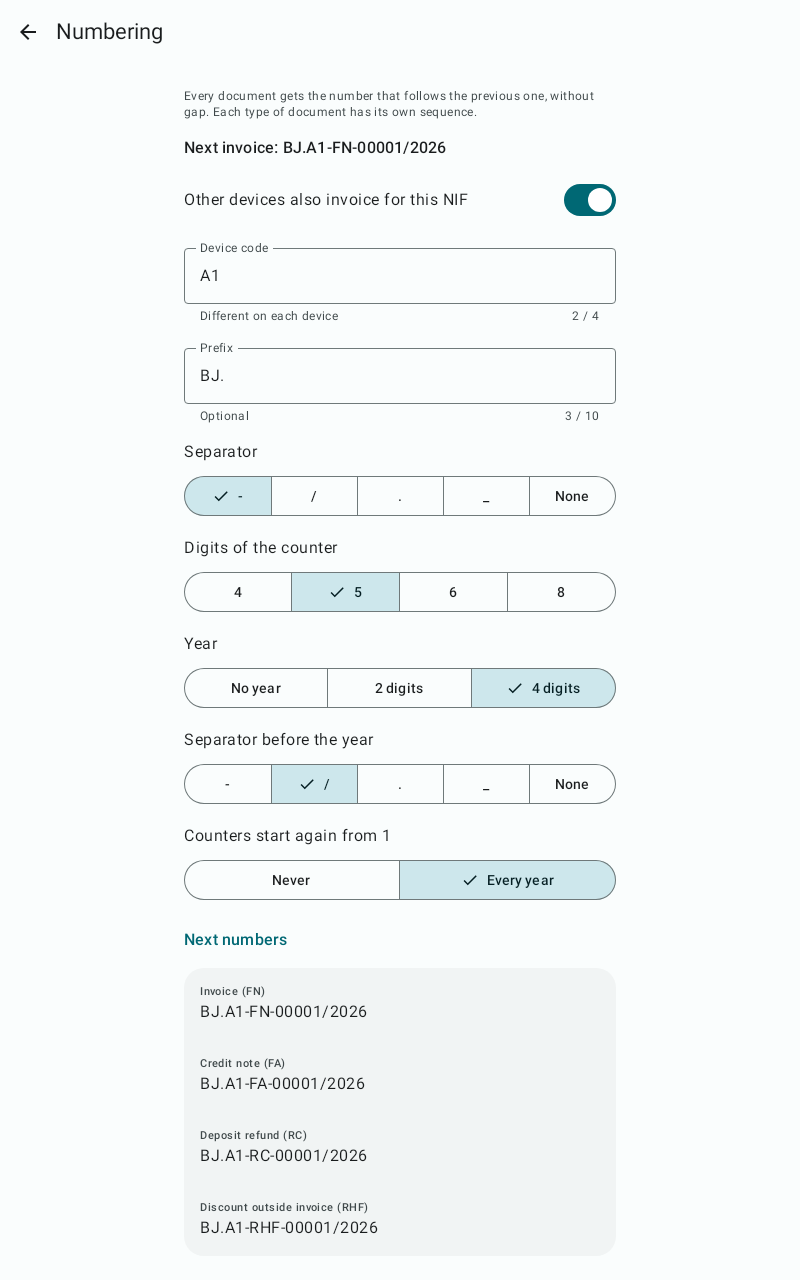 Numbering
Every document gets the number that follows the previous one, without
gap. Each type of document has its own sequence.
Next invoice: BJ.A1-FN-00001/2026
Other devices also invoice for this NIF
Device code
A1
Different on each device 2 / 4
Prefix
BJ.
Optional 3 / 10
Separator
- / . _ None
Digits of the counter
4 5 6 8
Year
No year 2 digits 4 digits
Separator before the year
- / . _ None
Counters start again from 1
Never Every year
Next numbers
Invoice (FN)
BJ.A1-FN-00001/2026
Credit note (FA)
BJ.A1-FA-00001/2026
Deposit refund (RC)
BJ.A1-RC-00001/2026
Discount outside invoice (RHF)
BJ.A1-RHF-00001/2026